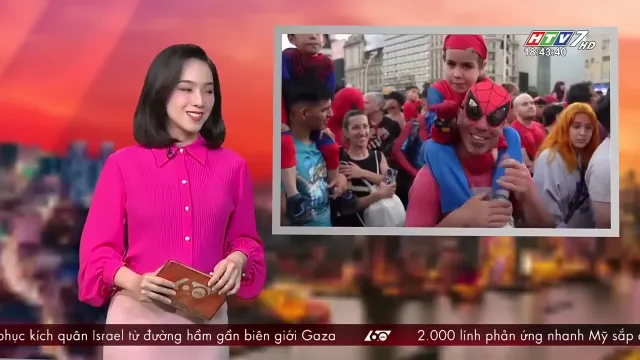 HTV7 HD
18:43:40
phục kích quân Israel từ đường hầm gần biên giới Gaza 60 2.000 lính phản ứng nhanh Mỹ sắp